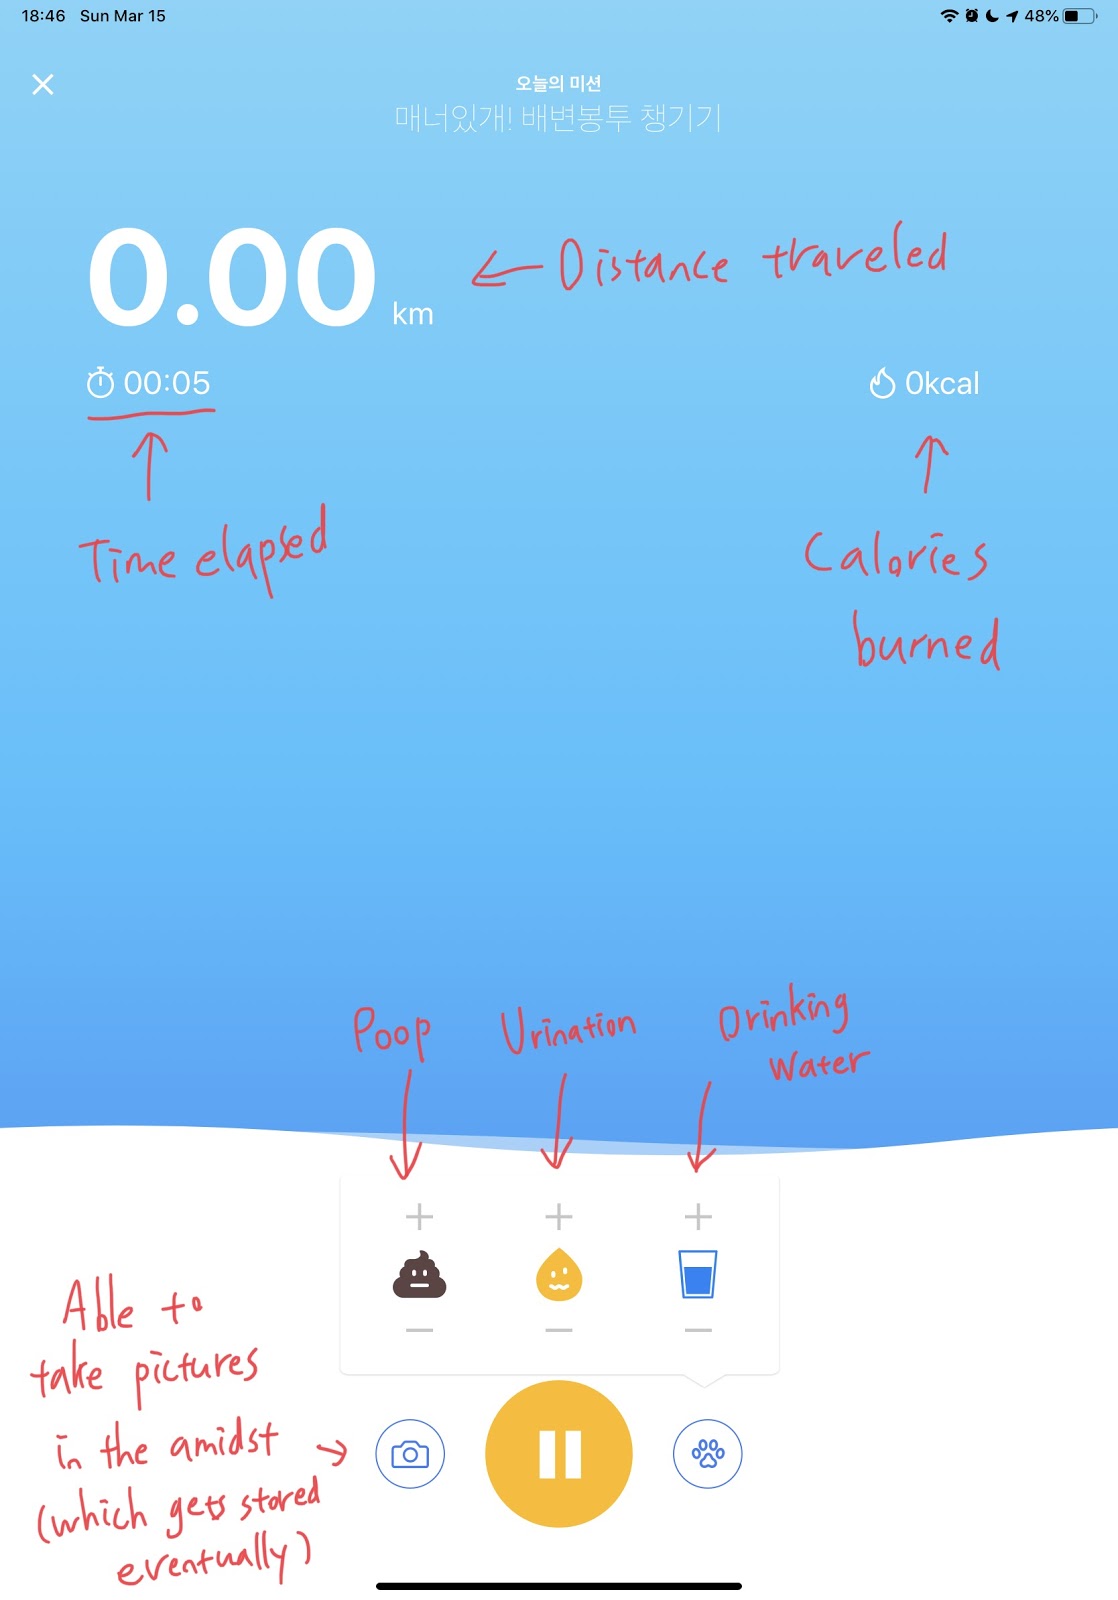 18:46 Sun Mar 15
48%
오늘의 미션
매너있개! 배변봉투 챙기기
0.00 km
Distance traveled
00:05
0kcal
Time elapsed
Calories
burned
Poop
Urination
Drinking
Water
Able to
take pictures
in the amidst
(which gets stored
eventually)